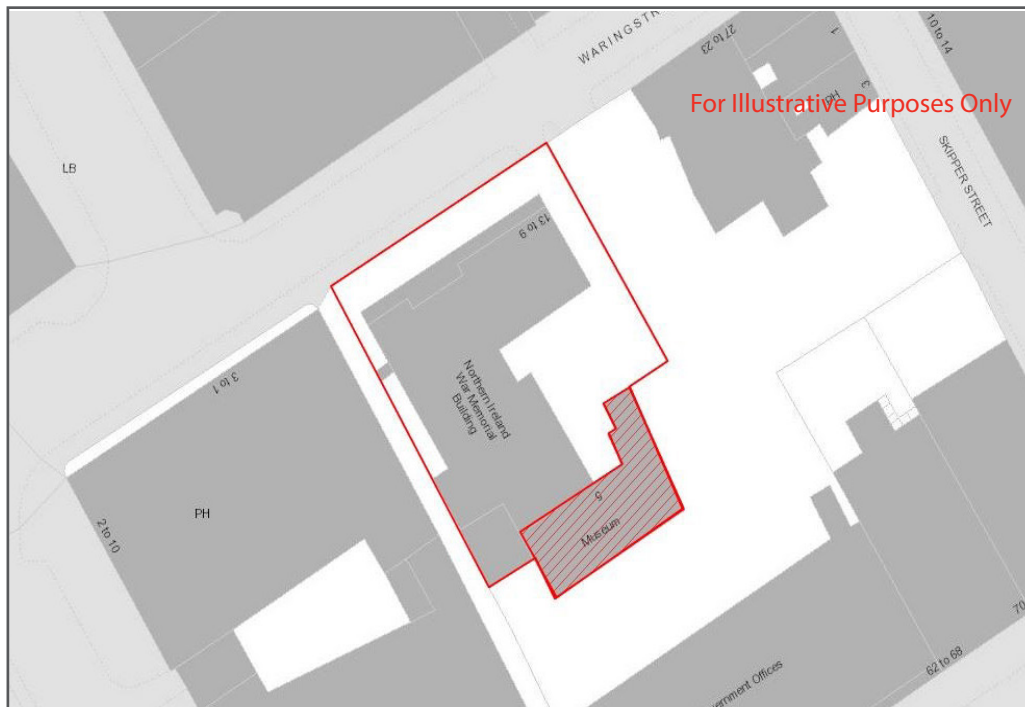 WARINGSTR
27 to 23
1
3
PH
10 to 14
For Illustrative Purposes Only
LB
SKIPPER STREET
13 to 9
Northern Ireland
War Memorial
Building
3 to 1
5
Museum
2 to 10
PH
70
62 to 68
vernment Offices